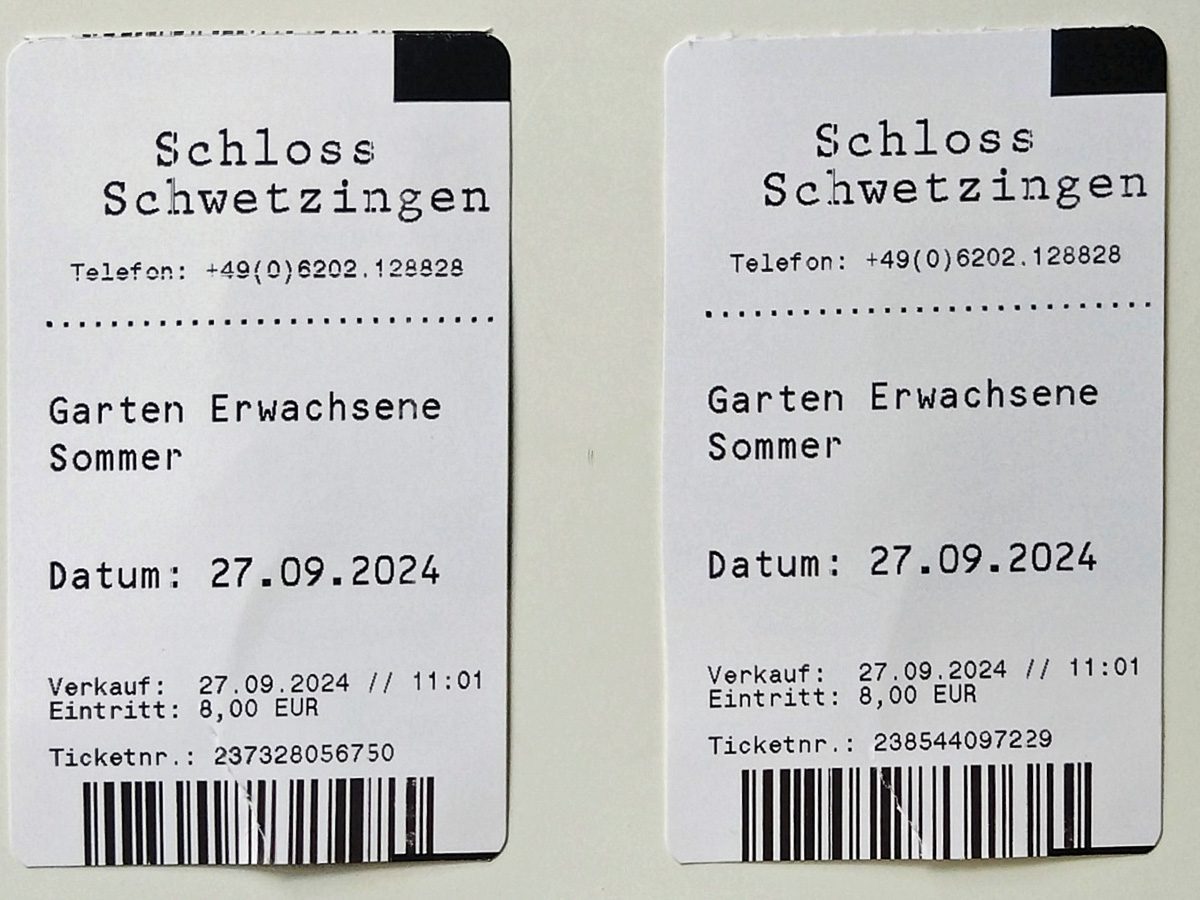 Schloss
Schwetzingen
Telefon: +49(0)6202.128828
Garten Erwachsene
Sommer
Datum: 27.09.2024
Verkauf: 27.09.2024 // 11:01
Eintritt: 8,00 EUR
Ticketnr.: 237328056750
Schloss
Schwetzingen
Telefon: +49(0)6202.128828
Garten Erwachsene
Sommer
Datum: 27.09.2024
Verkauf: 27.09.2024 // 11:01
Eintritt: 8,00 EUR
Ticketnr.: 238544097229